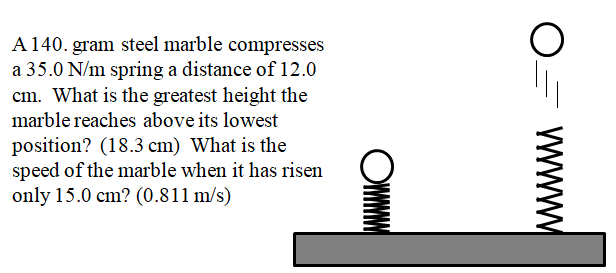 A 140. gram steel marble compresses
a 35.0 N/m spring a distance of 12.0
cm. What is the greatest height the
marble reaches above its lowest
position? (18.3 cm) What is the
speed of the marble when it has risen
only 15.0 cm? (0.811 m/s)